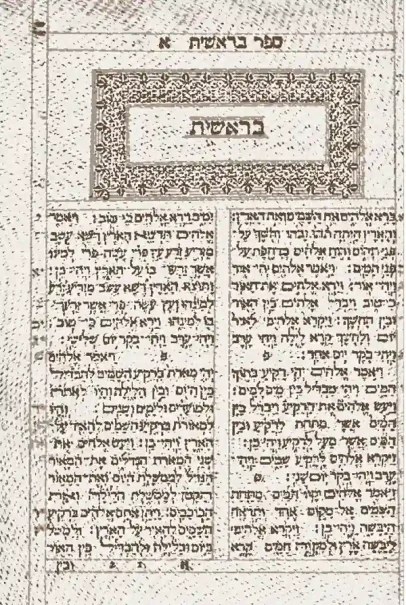 ספר בראשית א
בראשית
ברא אלהים את השמים ואת הארץ:
והארץ היתה תהו ובהו וחשך על
פני תהום ורוח אלהים מרחפת על
פני המים: ויאמר אלהים יהי אור
ויהי אור: וירא אלהים את האור
כי טוב ויבדל אלהים בין האור
ובין החשך: ויקרא אלהים לאור
יום ולחשך קרא לילה ויהי ערב
ויהי בקר יום אחד: פ
ויאמר אלהים יהי רקיע בתוך
המים ויהי מבדיל בין מים למים:
ויעש אלהים את הרקיע ויבדל בין
המים אשר מתחת לרקיע ובין
המים אשר מעל לרקיע ויהי כן:
ויקרא אלהים לרקיע שמים ויהי
ערב ויהי בקר יום שני: פ
ויאמר אלהים יקוו המים מתחת
השמים אל מקום אחד ותראה
היבשה ויהי כן: ויקרא אלהים
ליבשה ארץ ולמקוה המים קרא
ימים וירא אלהים כי טוב: ויאמר
אלהים תדשא הארץ דשא עשב
מזריע זרע עץ פרי עשה פרי למינו
אשר זרעו בו על הארץ ויהי כן:
ותוצא הארץ דשא עשב מזריע זרע
למינהו ועץ עשה פרי אשר זרעו
בו למינהו וירא אלהים כי טוב:
ויהי ערב ויהי בקר יום שלישי:
פ ויאמר אלהים
יהי מארת ברקיע השמים להבדיל
בין היום ובין הלילה והיו לאתת
ולמועדים ולימים ושנים: והיו
למאורת ברקיע השמים להאיר על
הארץ ויהי כן: ויעש אלהים את
שני המארת הגדלים את המאור
הגדל לממשלת היום ואת המאור
הקטן לממשלת הלילה ואת
הכוכבים: ויתן אתם אלהים ברקיע
השמים להאיר על הארץ: ולמשל
ביום ובלילה ולהבדיל בין האור
ובין